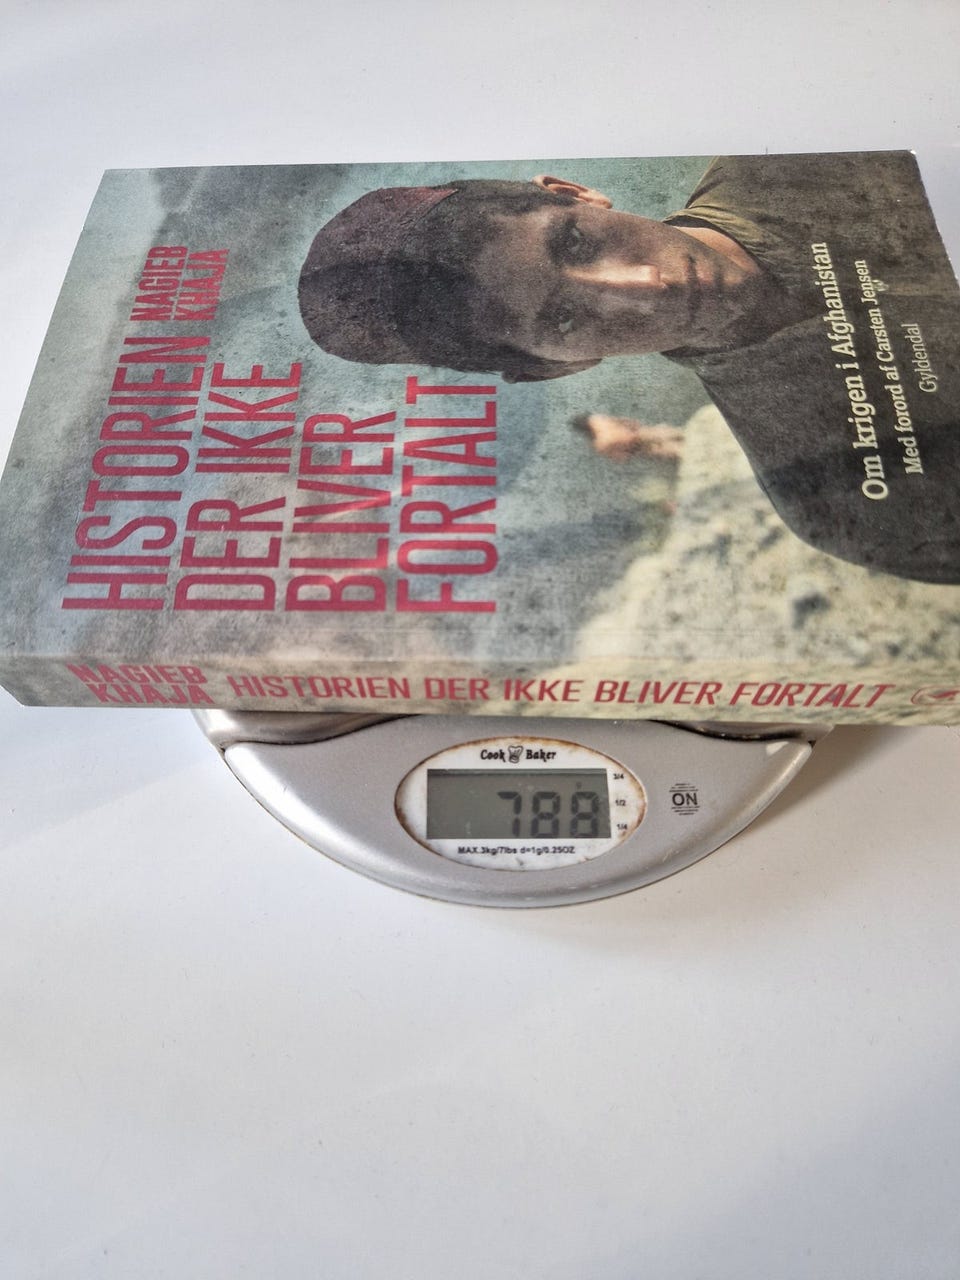 HISTORIEN
DER IKKE
BLIVER
FORTALT
NAGIEB
KHAJA
Om krigen i Afghanistan
Med forord af Carsten Jensen
Gyldendal
NAGIEB
KHAJA
HISTORIEN DER IKKE BLIVER FORTALT
Cook Baker
788
3/4
1/2
1/4
MAX.3kg/7lbs d=1g/0.25OZ
ON